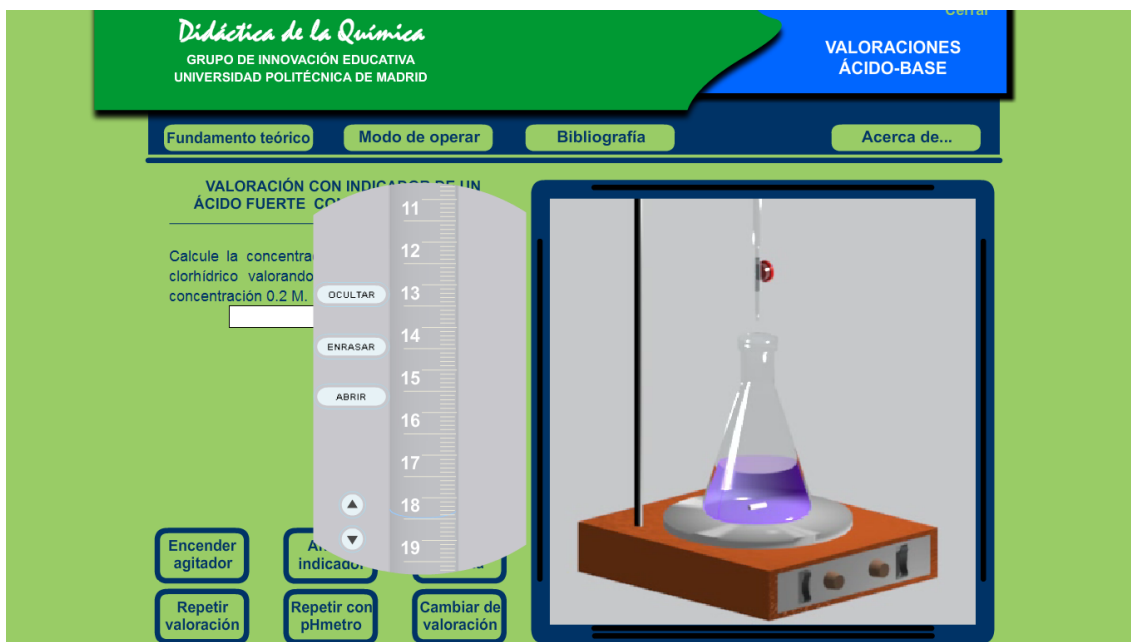 Cerrar
Didáctica de la Química
GRUPO DE INNOVACIÓN EDUCATIVA
UNIVERSIDAD POLITÉCNICA DE MADRID
VALORACIONES
ÁCIDO-BASE
Fundamento teórico
Modo de operar
Bibliografía
Acerca de...
VALORACIÓN CON INDICADOR DE UN
ÁCIDO FUERTE
Calcule la
clorhídrico valorando
concentración 0.2 M.
11
12
13
14
15
16
17
18
19
OCULTAR
ENRASAR
ABRIR
Encender
agitador
indicador
Repetir
valoración
Repetir con
pHmetro
Cambiar de
valoración